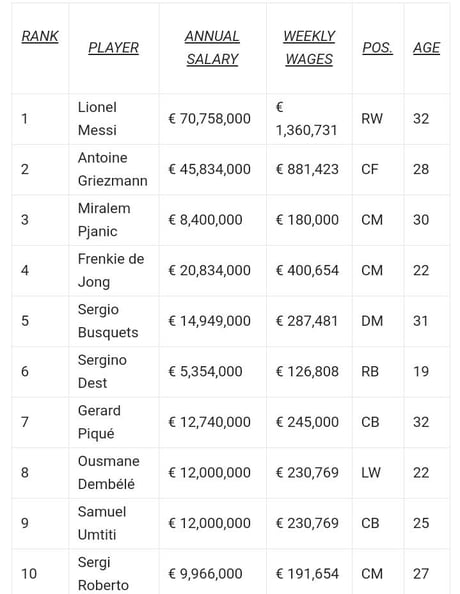 RANK PLAYER ANNUAL SALARY WEEKLY WAGES POS. AGE
1 Lionel Messi € 70,758,000 € 1,360,731 RW 32
2 Antoine Griezmann € 45,834,000 € 881,423 CF 28
3 Miralem Pjanic € 8,400,000 € 180,000 CM 30
4 Frenkie de Jong € 20,834,000 € 400,654 CM 22
5 Sergio Busquets € 14,949,000 € 287,481 DM 31
6 Sergino Dest € 5,354,000 € 126,808 RB 19
7 Gerard Piqué € 12,740,000 € 245,000 CB 32
8 Ousmane Dembélé € 12,000,000 € 230,769 LW 22
9 Samuel Umtiti € 12,000,000 € 230,769 CB 25
10 Sergi Roberto € 9,966,000 € 191,654 CM 27